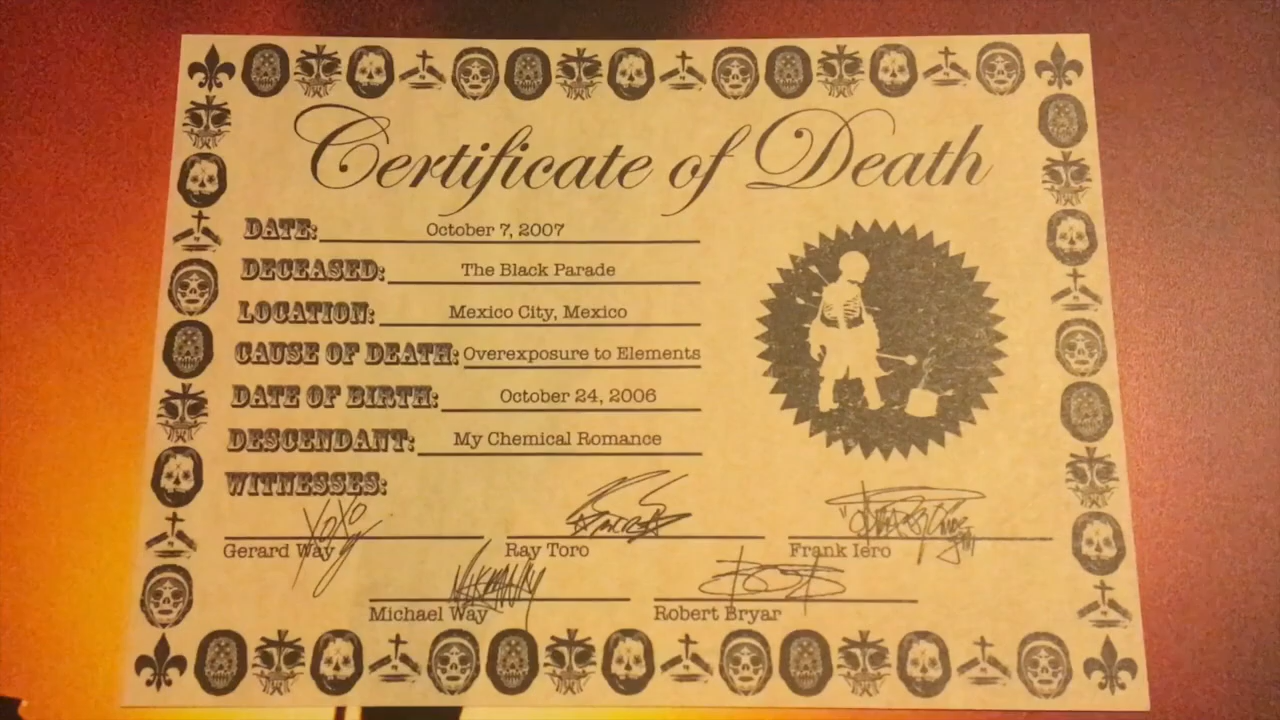 Certificate of Death
DATE: October 7, 2007
DECEASED: The Black Parade
LOCATION: Mexico City, Mexico
CAUSE OF DEATH: Overexposure to Elements
DATE OF BIRTH: October 24, 2006
DESCENDANT: My Chemical Romance
WITNESSES:
XOXO g
Gerard Way Ray Toro Frank Iero
Michael Way Robert Bryar